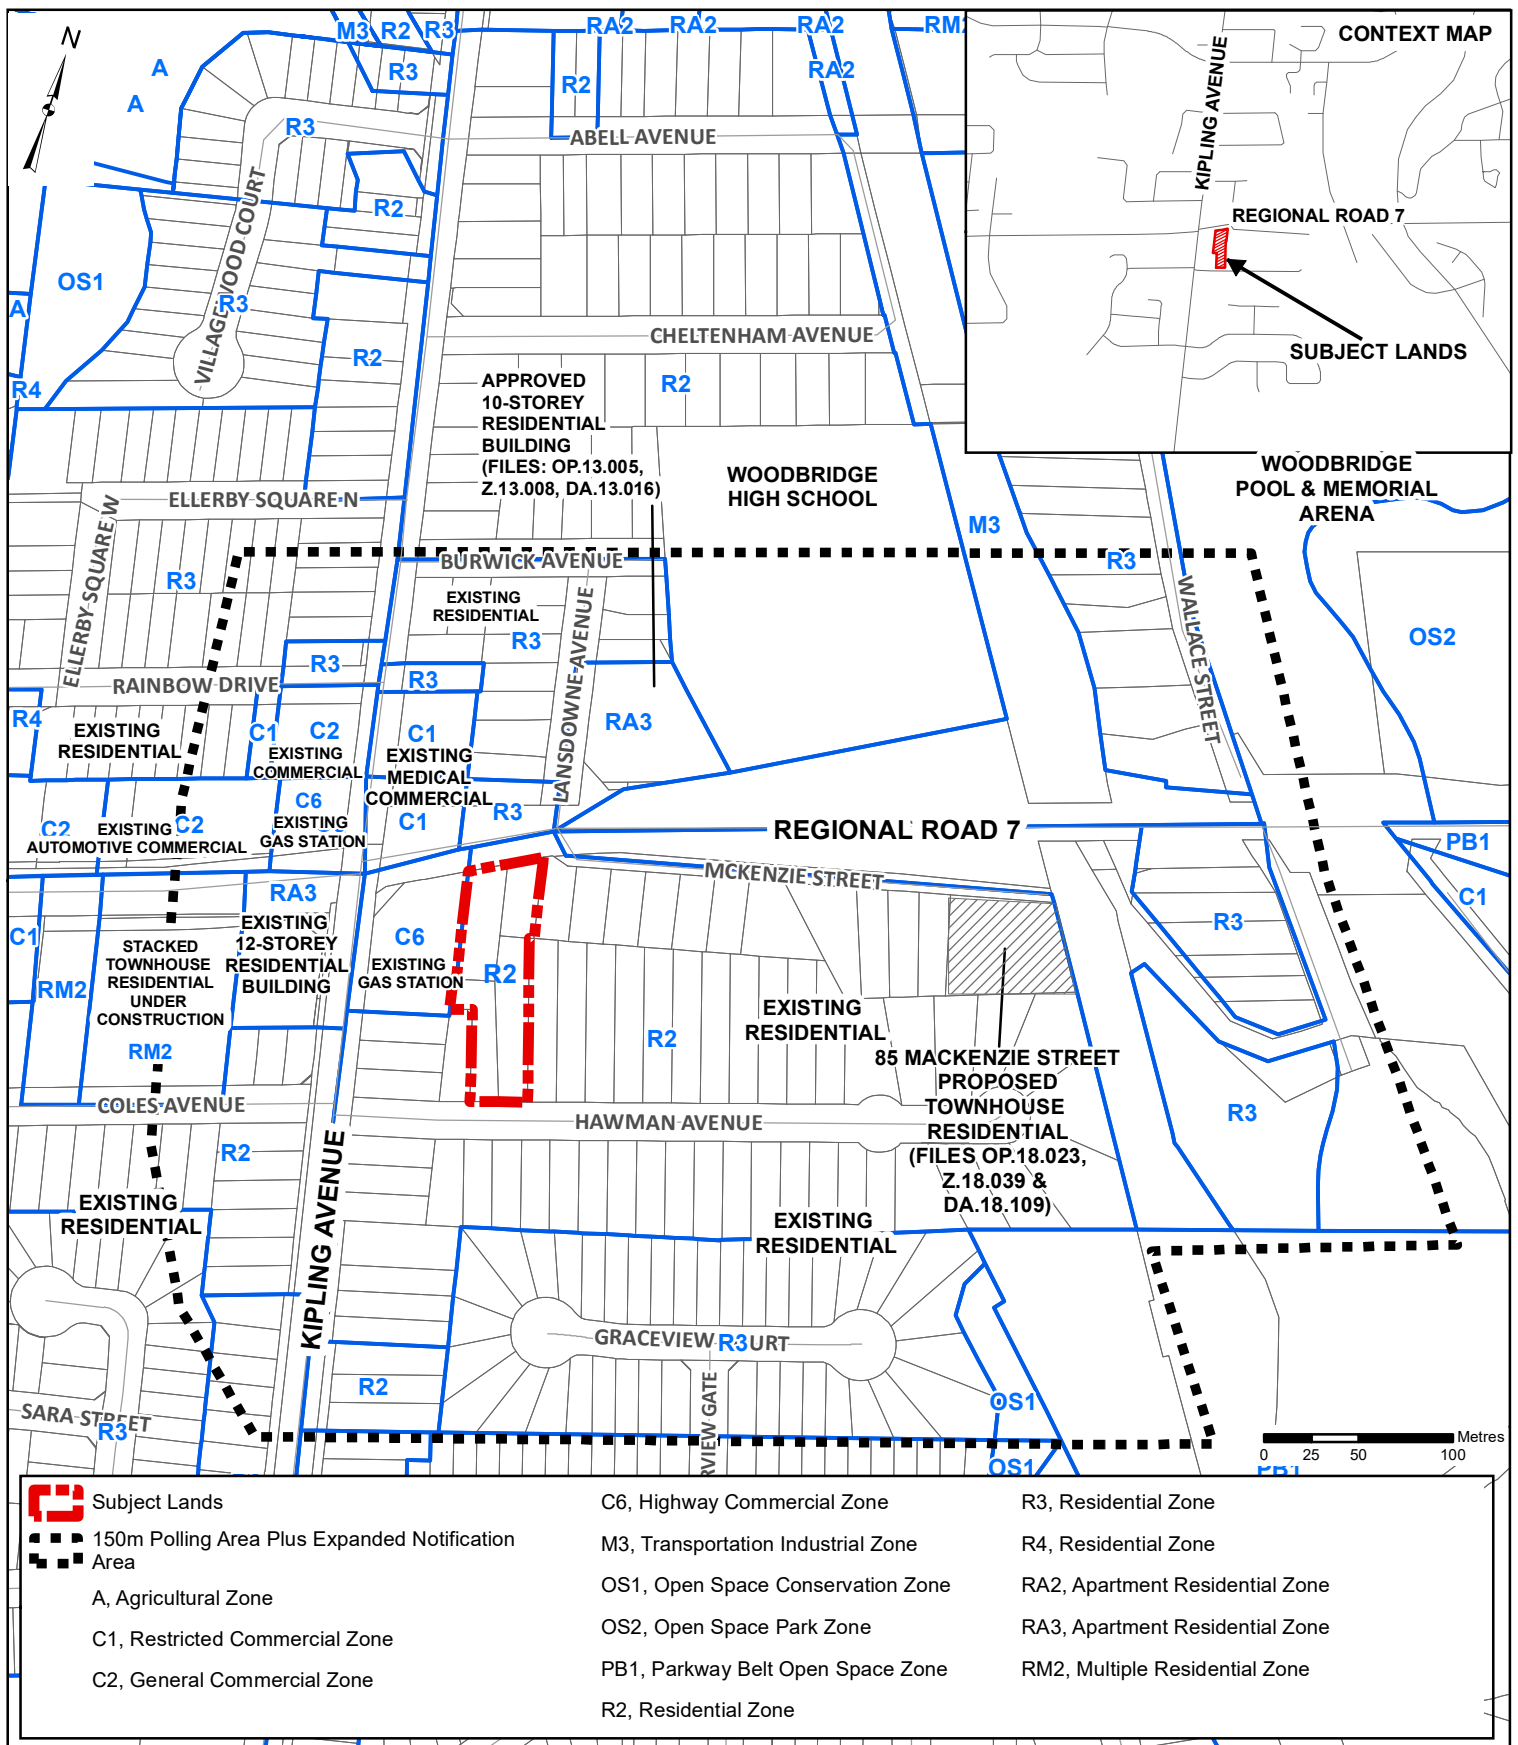 N
M3
R2
R3
R3
A
A
R3
RA2
RA2
RA2
RA2
R2
CONTEXT MAP
KIPLING AVENUE
REGIONAL ROAD 7
SUBJECT LANDS
ABELL AVENUE
VILLAGEWOOD COURT
R2
OS1
R3
A
R4
R2
CHELTENHAM AVENUE
R2
APPROVED
10-STOREY
RESIDENTIAL
BUILDING
(FILES: OP.13.005,
Z.13.008, DA.13.016)
WOODBRIDGE
HIGH SCHOOL
WOODBRIDGE
POOL & MEMORIAL
ARENA
M3
ELLERBY SQUARE N
ELLERBY SQUARE W
R3
BURWICK AVENUE
EXISTING
RESIDENTIAL
R3
R3
WALLACE STREET
OS2
R3
R3
RAINBOW DRIVE
LANSDOWNE AVENUE
R4
EXISTING
RESIDENTIAL
C1
C2
EXISTING
COMMERCIAL
C1
EXISTING
MEDICAL
COMMERCIAL
C1
RA3
R3
C6
EXISTING
GAS STATION
C2
C2
EXISTING
AUTOMOTIVE COMMERCIAL
REGIONAL ROAD 7
PB1
C1
MCKENZIE STREET
RA3
EXISTING
12-STOREY
RESIDENTIAL
BUILDING
C6
EXISTING
GAS STATION
R2
R3
C1
RM2
STACKED
TOWNHOUSE
RESIDENTIAL
UNDER
CONSTRUCTION
RM2
R2
EXISTING
RESIDENTIAL
85 MACKENZIE STREET
PROPOSED
TOWNHOUSE
RESIDENTIAL
(FILES OP.18.023,
Z.18.039 &
DA.18.109)
R3
COLES AVENUE
HAWMAN AVENUE
R2
KIPLING AVENUE
EXISTING
RESIDENTIAL
EXISTING
RESIDENTIAL
GRACEVIEW
R3
URT
R2
RVIEW GATE
OS1
OS1
SARA STREET
R3
Metres
0 25 50 100
PB1
Subject Lands
150m Polling Area Plus Expanded Notification
Area
A, Agricultural Zone
C1, Restricted Commercial Zone
C2, General Commercial Zone
C6, Highway Commercial Zone
M3, Transportation Industrial Zone
OS1, Open Space Conservation Zone
OS2, Open Space Park Zone
PB1, Parkway Belt Open Space Zone
R2, Residential Zone
R3, Residential Zone
R4, Residential Zone
RA2, Apartment Residential Zone
RA3, Apartment Residential Zone
RM2, Multiple Residential Zone